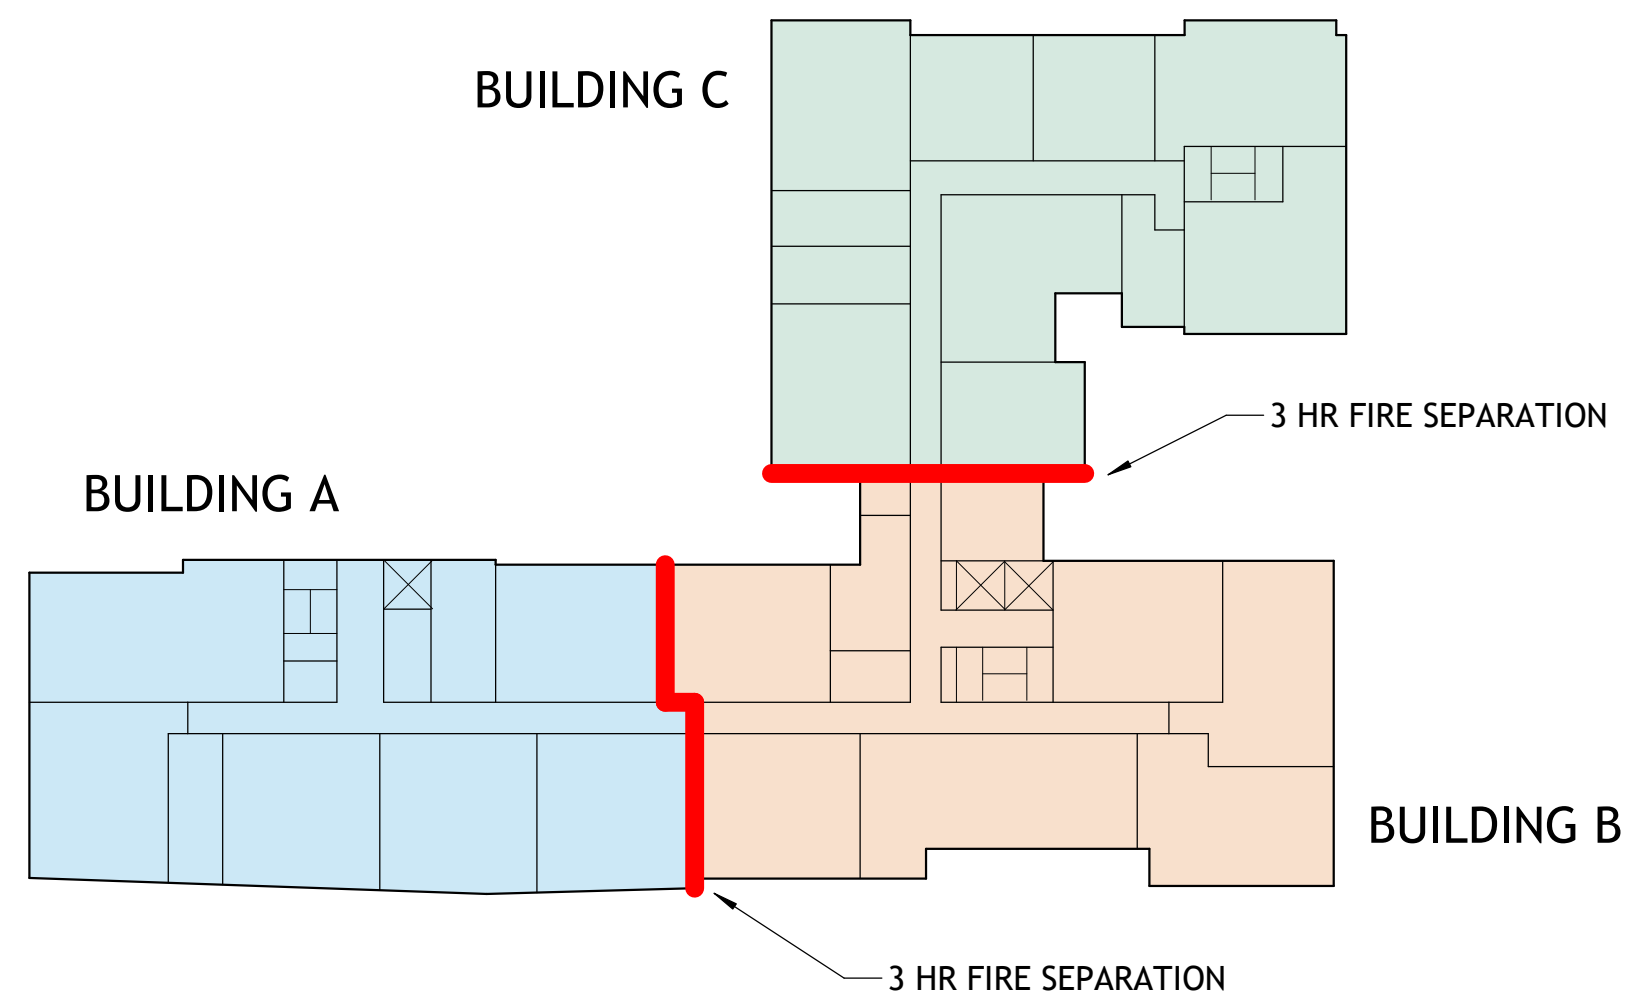 BUILDING C
3 HR FIRE SEPARATION
BUILDING A
BUILDING B
3 HR FIRE SEPARATION